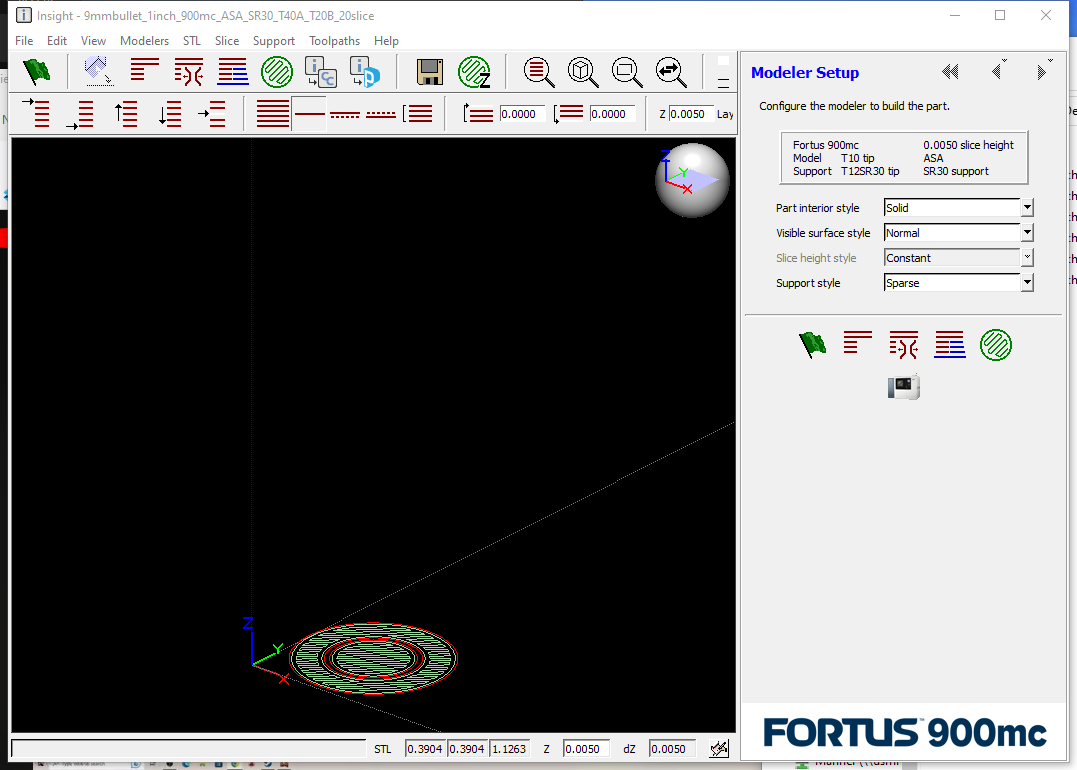 Insight - 9mmbullet_1inch_900mc_ASA_SR30_T40A_T20B_20slice
File Edit View Modelers STL Slice Support Toolpaths Help
0.0000 0.0000 Z 0.0050 Lay
Z
Y
X
Z
Y
X
STL 0.3904 0.3904 1.1263 Z 0.0050 dZ 0.0050
Modeler Setup
Configure the modeler to build the part.
Fortus 900mc 0.0050 slice height
Model T10 tip ASA
Support T12SR30 tip SR30 support
Part interior style Solid
Visible surface style Normal
Slice height style Constant
Support style Sparse
FORTUS 900mc